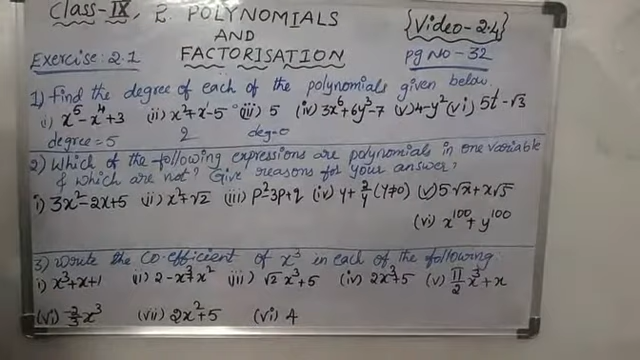 Class-IX, 2. POLYNOMIALS {Video-2.4}
AND
FACTORISATION
Exercise: 2.1 Pg NO-32
1) Find the degree of each of the polynomials given below.
i) x⁵-x⁴+3 ii) x²+x-5 iii) 5 (iv) 3x⁶+6y³-7 (v) 4-y² (vi) 5t-√3
degree=5 2 deg-0
2) Which of the following expressions are polynomials in one variable
& which are not? Give reasons for your answer?
i) 3x²-2x+5 ii) x²+√2 iii) p²-3p+q (iv) y+2/y (y≠0) (v) 5√x+x√5
(vi) x¹⁰⁰+y¹⁰⁰
3) Write the co-efficient of x³ in each of the following:
i) x³+x+1 ii) 2-x³+x² iii) √2 x³+5 (iv) 2x³+5 (v) π/2 x³+x
(vi) -2/3 x³ (vii) 2x²+5 (vi) 4